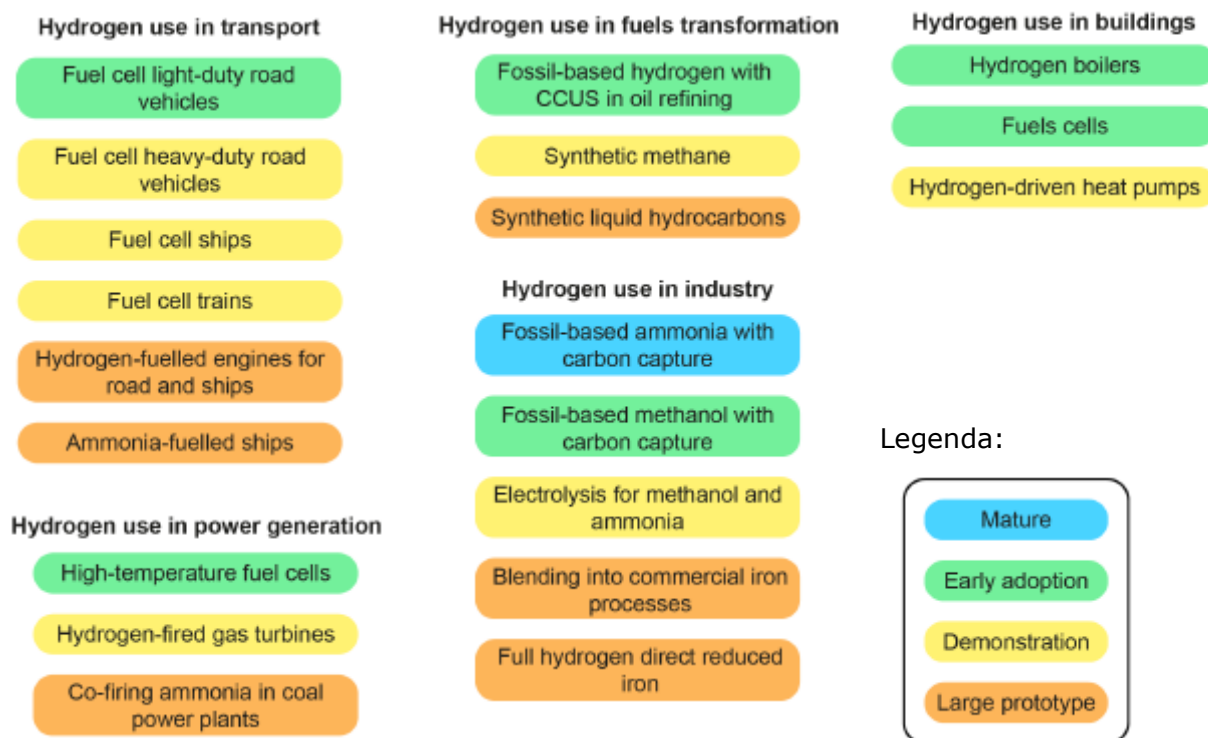 Hydrogen use in transport
Fuel cell light-duty road
vehicles
Fuel cell heavy-duty road
vehicles
Fuel cell ships
Fuel cell trains
Hydrogen-fuelled engines for
road and ships
Ammonia-fuelled ships
Hydrogen use in power generation
High-temperature fuel cells
Hydrogen-fired gas turbines
Co-firing ammonia in coal
power plants
Hydrogen use in fuels transformation
Fossil-based hydrogen with
CCUS in oil refining
Synthetic methane
Synthetic liquid hydrocarbons
Hydrogen use in industry
Fossil-based ammonia with
carbon capture
Fossil-based methanol with
carbon capture
Electrolysis for methanol and
ammonia
Blending into commercial iron
processes
Full hydrogen direct reduced
iron
Hydrogen use in buildings
Hydrogen boilers
Fuels cells
Hydrogen-driven heat pumps
Legenda:
Mature
Early adoption
Demonstration
Large prototype